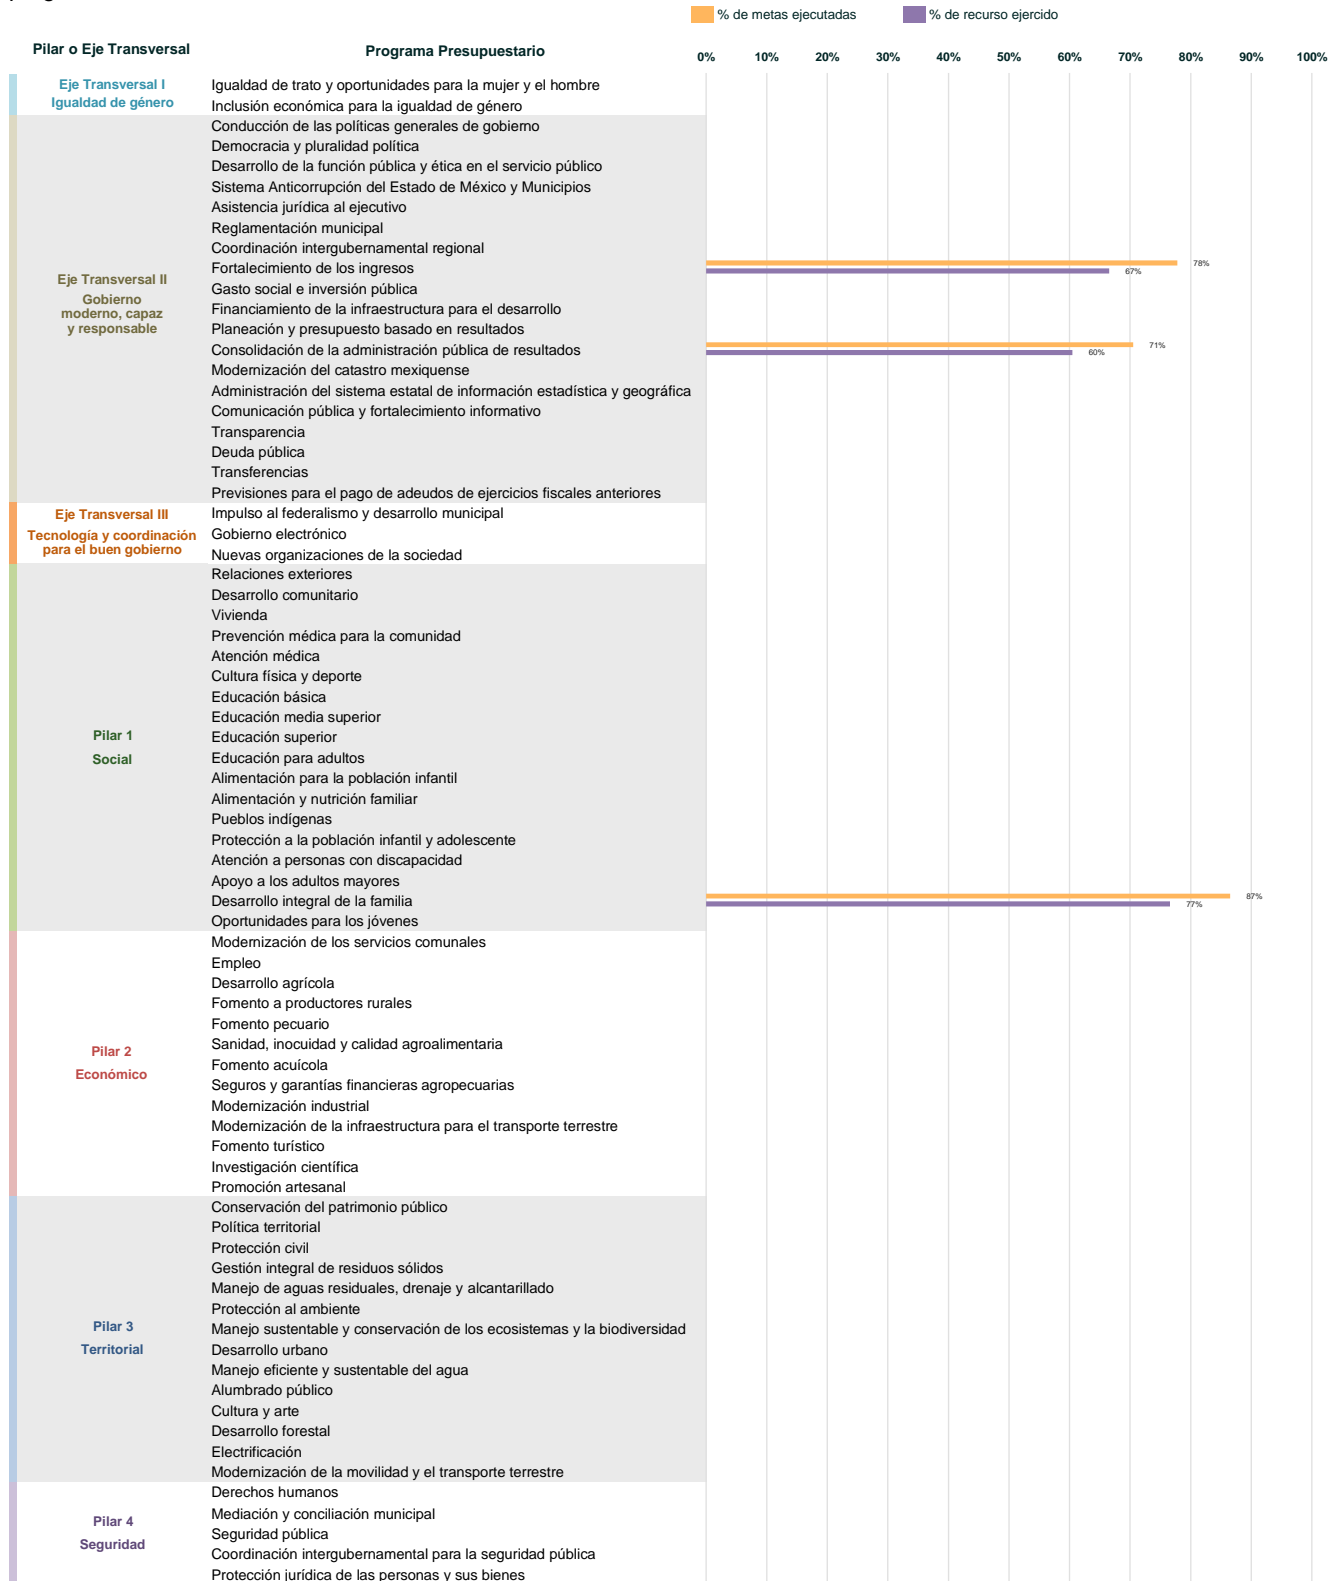 % de metas ejecutadas % de recurso ejercido
Pilar o Eje Transversal Programa Presupuestario 0% 10% 20% 30% 40% 50% 60% 70% 80% 90% 100%
Eje Transversal I
Igualdad de género
Igualdad de trato y oportunidades para la mujer y el hombre
Inclusión económica para la igualdad de género
Eje Transversal II
Gobierno
moderno, capaz
y responsable
Conducción de las políticas generales de gobierno
Democracia y pluralidad política
Desarrollo de la función pública y ética en el servicio público
Sistema Anticorrupción del Estado de México y Municipios
Asistencia jurídica al ejecutivo
Reglamentación municipal
Coordinación intergubernamental regional
Fortalecimiento de los ingresos 78% 67%
Gasto social e inversión pública
Financiamiento de la infraestructura para el desarrollo
Planeación y presupuesto basado en resultados
Consolidación de la administración pública de resultados 71% 60%
Modernización del catastro mexiquense
Administración del sistema estatal de información estadística y geográfica
Comunicación pública y fortalecimiento informativo
Transparencia
Deuda pública
Transferencias
Previsiones para el pago de adeudos de ejercicios fiscales anteriores
Eje Transversal III
Tecnología y coordinación
para el buen gobierno
Impulso al federalismo y desarrollo municipal
Gobierno electrónico
Nuevas organizaciones de la sociedad
Pilar 1
Social
Relaciones exteriores
Desarrollo comunitario
Vivienda
Prevención médica para la comunidad
Atención médica
Cultura física y deporte
Educación básica
Educación media superior
Educación superior
Educación para adultos
Alimentación para la población infantil
Alimentación y nutrición familiar
Pueblos indígenas
Protección a la población infantil y adolescente
Atención a personas con discapacidad
Apoyo a los adultos mayores
Desarrollo integral de la familia 87% 77%
Oportunidades para los jóvenes
Pilar 2
Económico
Modernización de los servicios comunales
Empleo
Desarrollo agrícola
Fomento a productores rurales
Fomento pecuario
Sanidad, inocuidad y calidad agroalimentaria
Fomento acuícola
Seguros y garantías financieras agropecuarias
Modernización industrial
Modernización de la infraestructura para el transporte terrestre
Fomento turístico
Investigación científica
Promoción artesanal
Pilar 3
Territorial
Conservación del patrimonio público
Política territorial
Protección civil
Gestión integral de residuos sólidos
Manejo de aguas residuales, drenaje y alcantarillado
Protección al ambiente
Manejo sustentable y conservación de los ecosistemas y la biodiversidad
Desarrollo urbano
Manejo eficiente y sustentable del agua
Alumbrado público
Cultura y arte
Desarrollo forestal
Electrificación
Modernización de la movilidad y el transporte terrestre
Pilar 4
Seguridad
Derechos humanos
Mediación y conciliación municipal
Seguridad pública
Coordinación intergubernamental para la seguridad pública
Protección jurídica de las personas y sus bienes